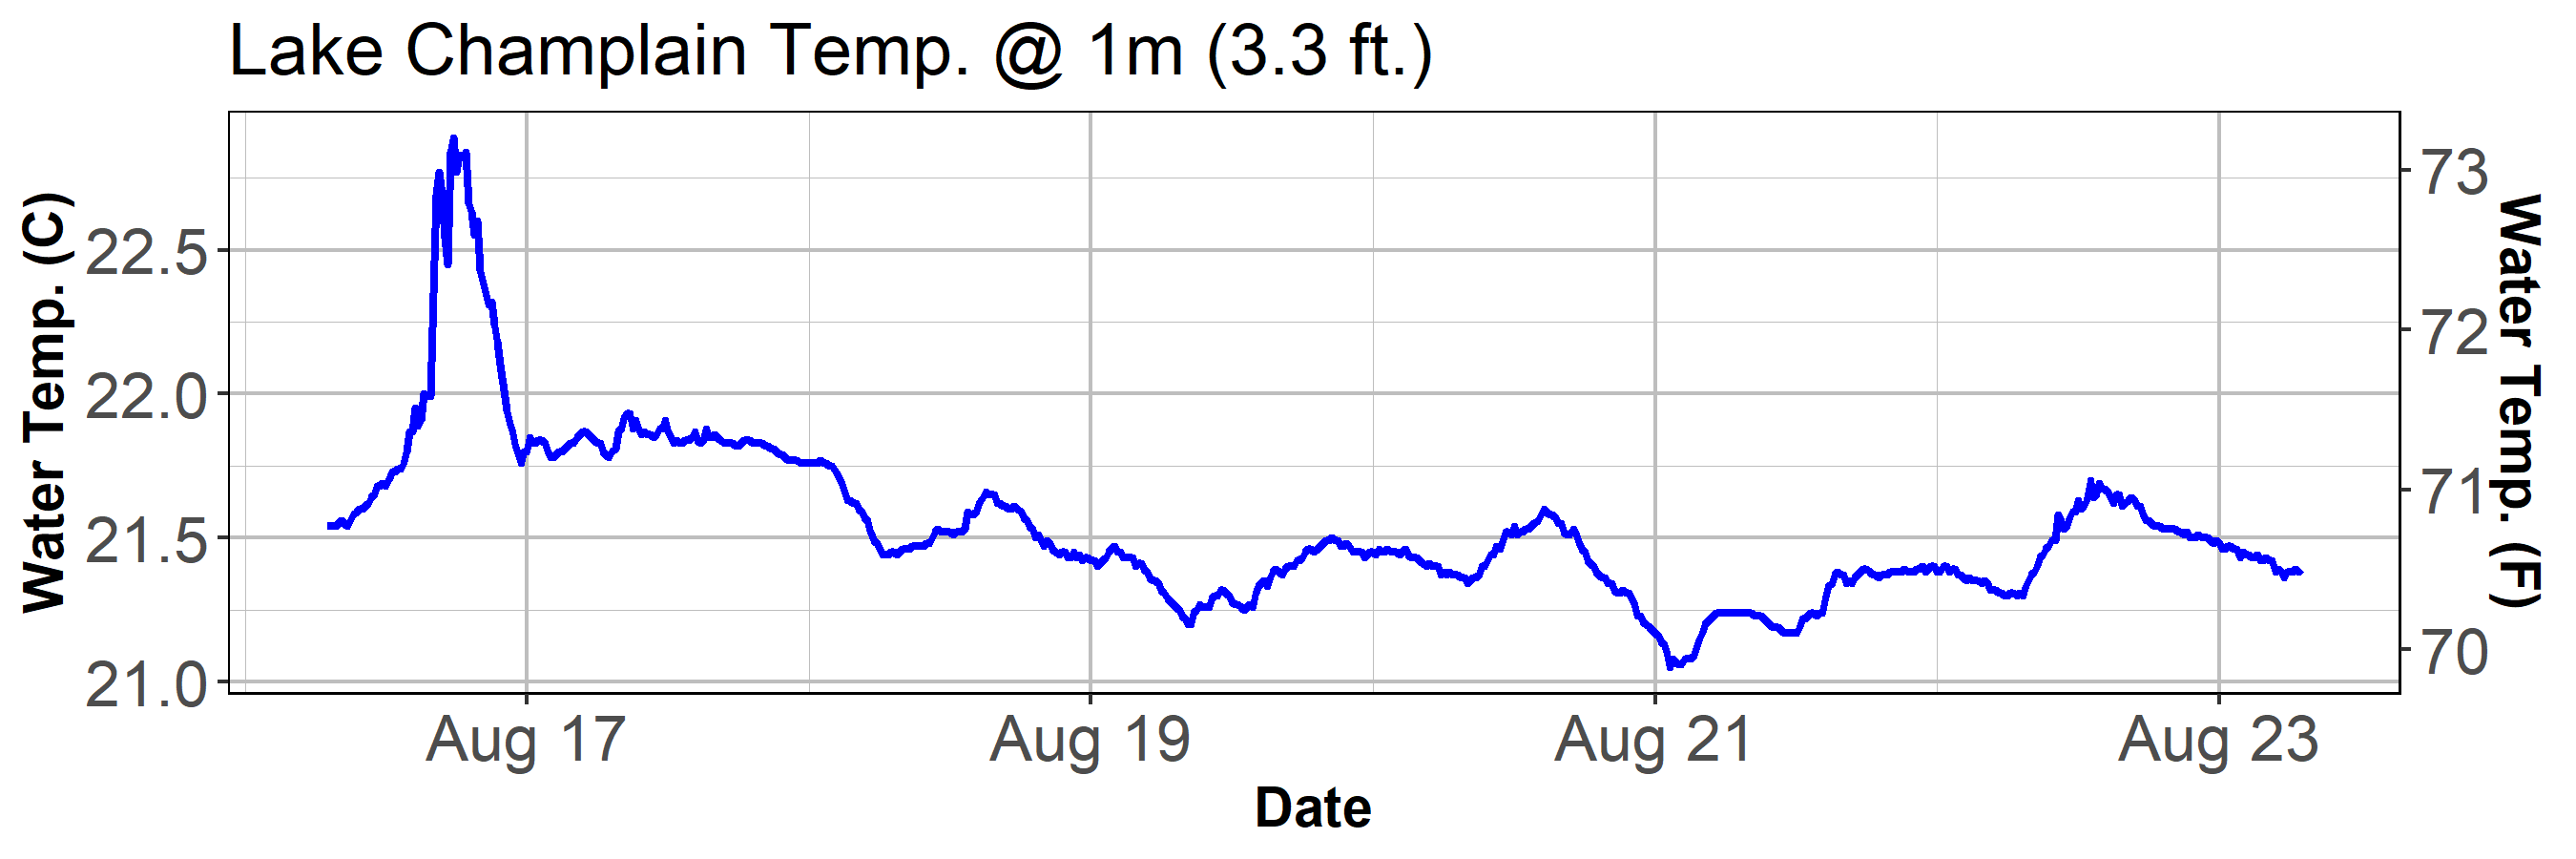 Lake Champlain Temp. @ 1m (3.3 ft.)
Water Temp. (C)
22.5
22.0
21.5
21.0
73
72
71
70
Water Temp. (F)
Aug 17
Aug 19
Aug 21
Aug 23
Date